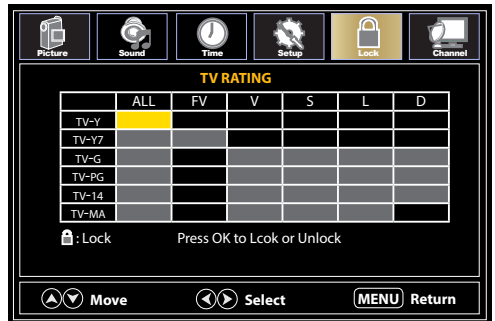 Picture Sound Time Setup Lock Channel
TV RATING
ALL FV V S L D
TV-Y
TV-Y7
TV-G
TV-PG
TV-14
TV-MA
: Lock Press OK to Lcok or Unlock
Move Select MENU Return